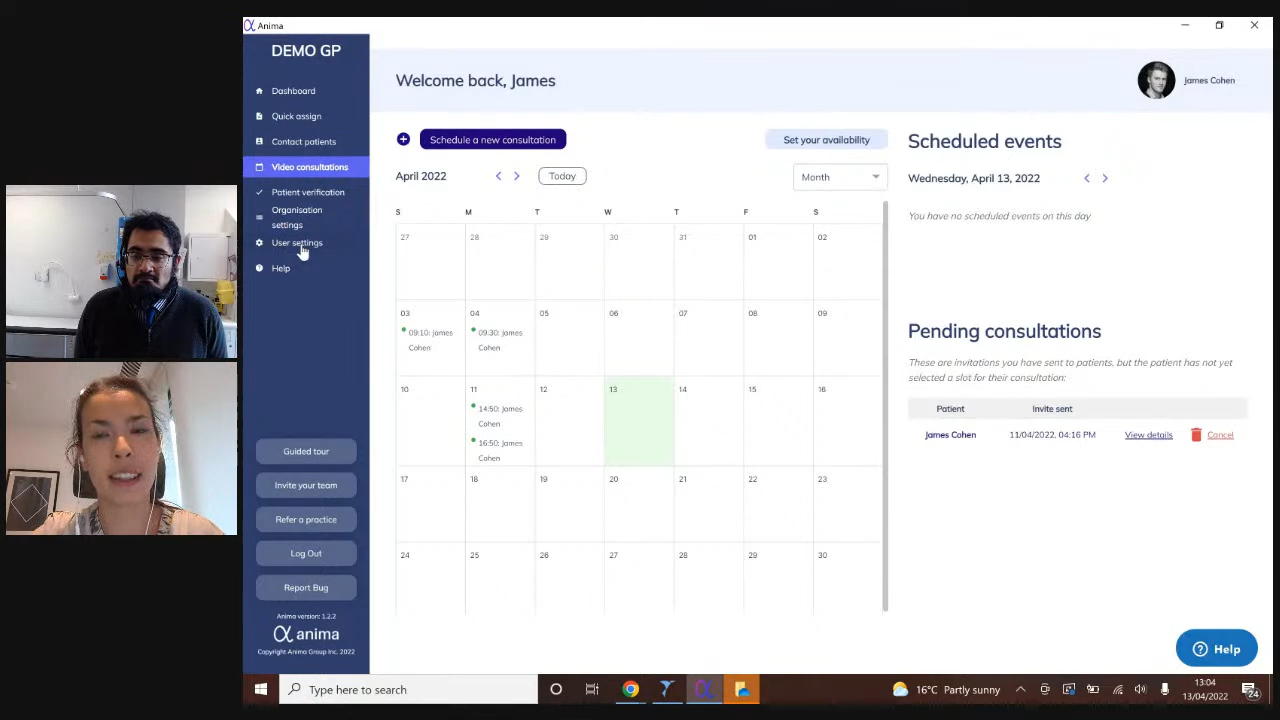 Anima
DEMO GP
Dashboard
Quick assign
Contact patients
Video consultations
Patient verification
Organisation
settings
User settings
Help
Guided tour
Invite your team
Refer a practice
Log Out
Report Bug
Anima version: 1.2.2
anima
Copyright Anima Group Inc. 2022
Welcome back, James
James Cohen
Schedule a new consultation
Set your availability
April 2022
Today
Month
S M T W T F S
27 28 29 30 31 01 02
03 04 05 06 07 08 09
09:10: James 09:30: James
Cohen Cohen
10 11 12 13 14 15 16
14:50: James
Cohen
16:50: James
Cohen
17 18 19 20 21 22 23
24 25 26 27 28 29 30
Scheduled events
Wednesday, April 13, 2022
You have no scheduled events on this day
Pending consultations
These are invitations you have sent to patients, but the patient has not yet
selected a slot for their consultation:
Patient Invite sent
James Cohen 11/04/2022, 04:16 PM View details Cancel
Help
Type here to search
16°C Partly sunny
13:04
13/04/2022
24